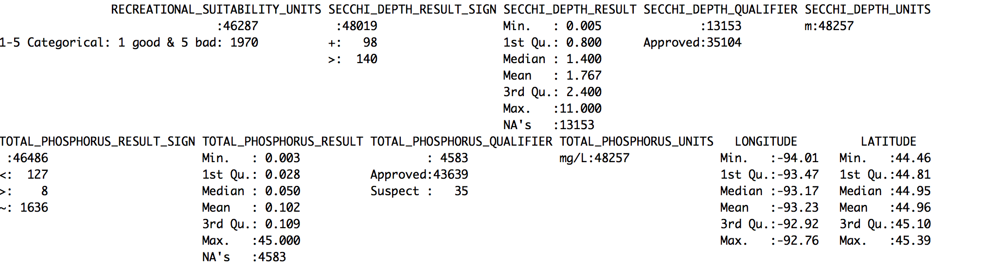 RECREATIONAL_SUITABILITY_UNITS SECCHI_DEPTH_RESULT_SIGN SECCHI_DEPTH_RESULT SECCHI_DEPTH_QUALIFIER SECCHI_DEPTH_UNITS
:46287 :48019 Min. : 0.005 :13153 m:48257
1-5 Categorical: 1 good & 5 bad: 1970 +: 98 1st Qu.: 0.800 Approved:35104
>: 140 Median : 1.400
Mean : 1.767
3rd Qu.: 2.400
Max. :11.000
NA's :13153
TOTAL_PHOSPHORUS_RESULT_SIGN TOTAL_PHOSPHORUS_RESULT TOTAL_PHOSPHORUS_QUALIFIER TOTAL_PHOSPHORUS_UNITS LONGITUDE LATITUDE
:46486 Min. : 0.003 : 4583 mg/L:48257 Min. :-94.01 Min. :44.46
<: 127 1st Qu.: 0.028 Approved:43639 1st Qu.:-93.47 1st Qu.:44.81
>: 8 Median : 0.050 Suspect : 35 Median :-93.17 Median :44.95
~: 1636 Mean : 0.102 Mean :-93.23 Mean :44.96
3rd Qu.: 0.109 3rd Qu.:-92.92 3rd Qu.:45.10
Max. :45.000 Max. :-92.76 Max. :45.39
NA's :4583